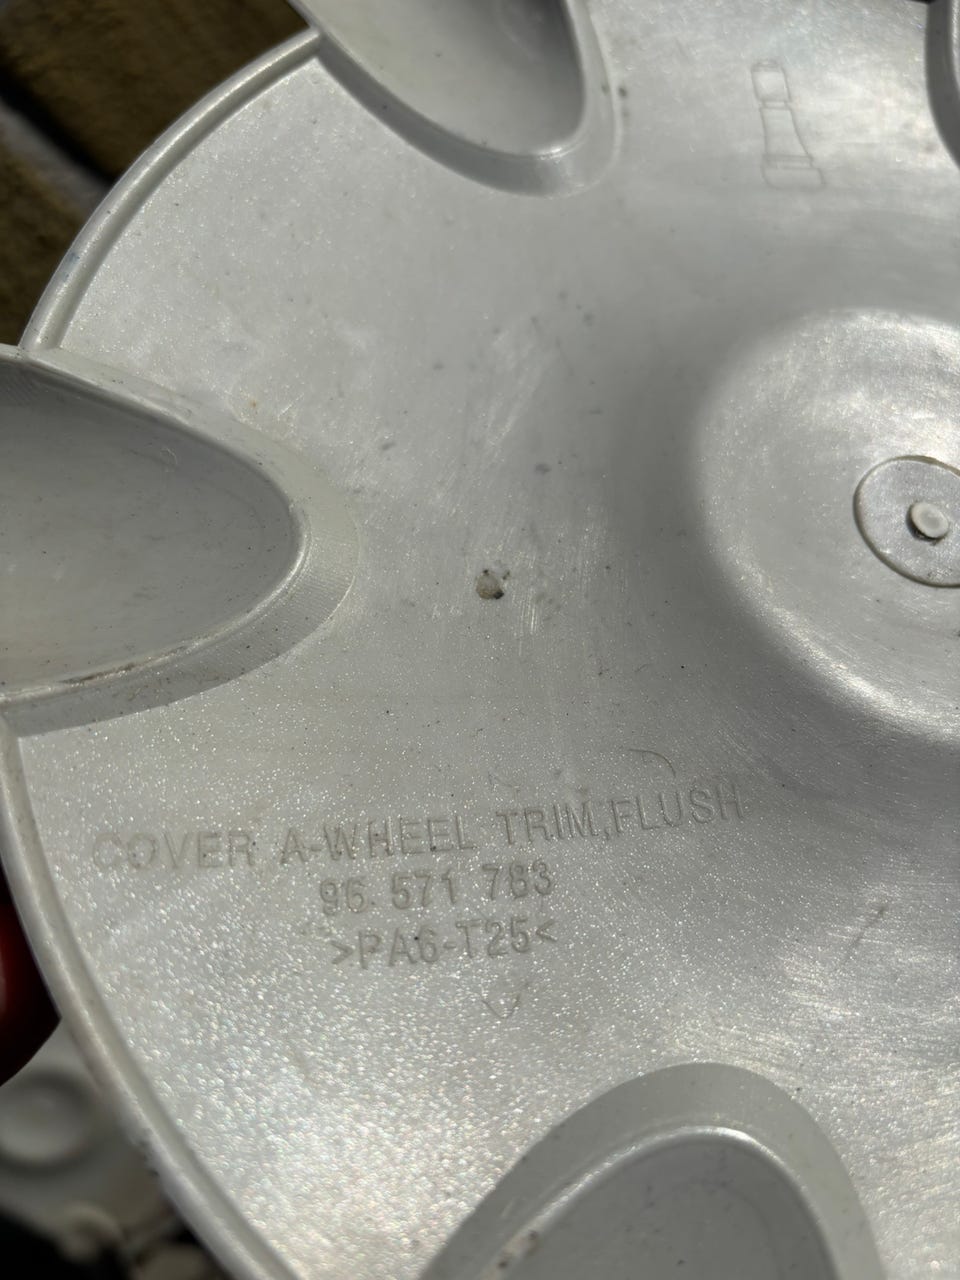 COVER A-WHEEL TRIM,FLUSH
96 571 783
>PA6-T25<